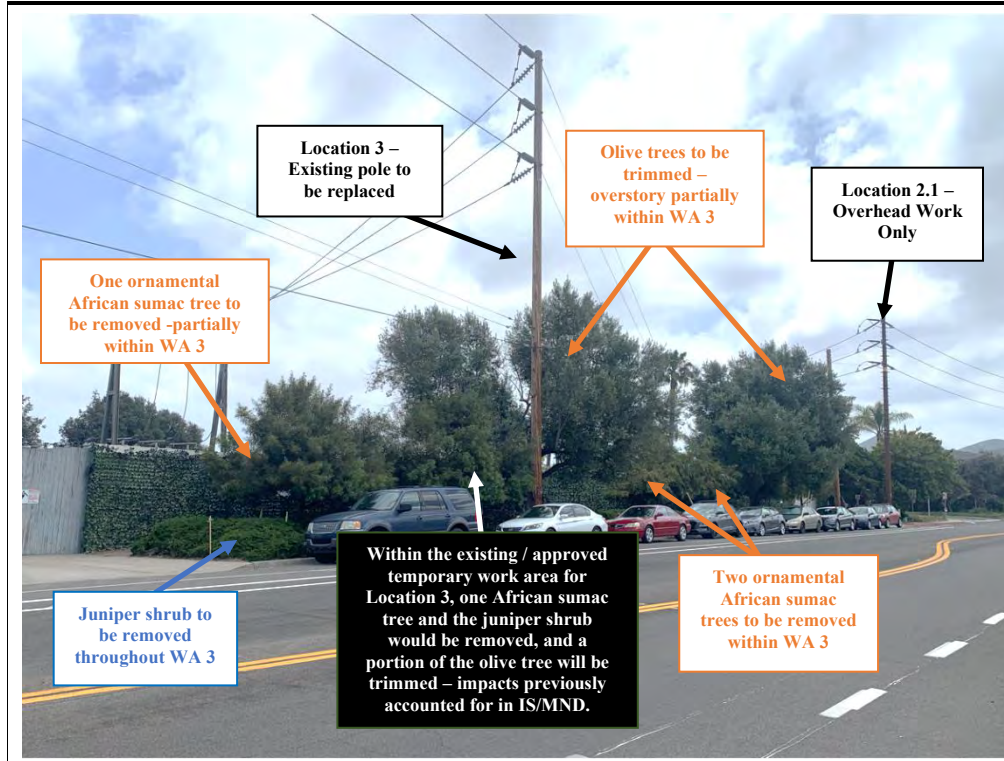 Location 3 –
Existing pole to
be replaced
Olive trees to be
trimmed –
overstory partially
within WA 3
Location 2.1 –
Overhead Work
Only
One ornamental
African sumac tree to
be removed -partially
within WA 3
Within the existing / approved
temporary work area for
Location 3, one African sumac
tree and the juniper shrub
would be removed, and a
portion of the olive tree will be
trimmed – impacts previously
accounted for in IS/MND.
Juniper shrub to
be removed
throughout WA 3
Two ornamental
African sumac
trees to be removed
within WA 3